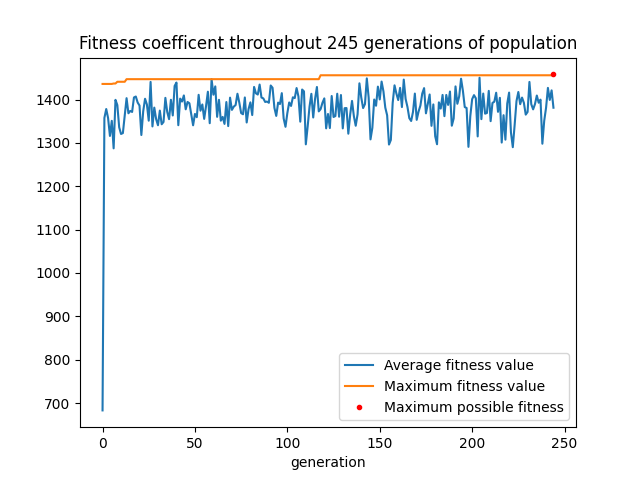 Fitness coefficent throughout 245 generations of population
1400
1300
1200
1100
1000
900
800
700
0 50 100 150 200 250
generation
Average fitness value
Maximum fitness value
Maximum possible fitness